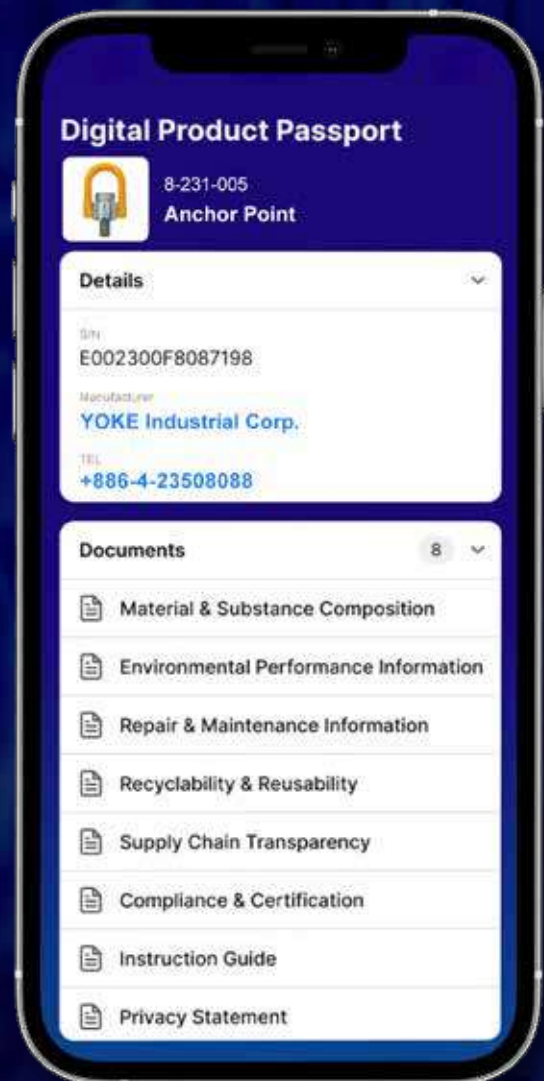 Digital Product Passport
8-231-005
Anchor Point
Details
S/N
E002300F8087198
Manufacturer
YOKE Industrial Corp.
TEL
+886-4-23508088
Documents
8
Material & Substance Composition
Environmental Performance Information
Repair & Maintenance Information
Recyclability & Reusability
Supply Chain Transparency
Compliance & Certification
Instruction Guide
Privacy Statement